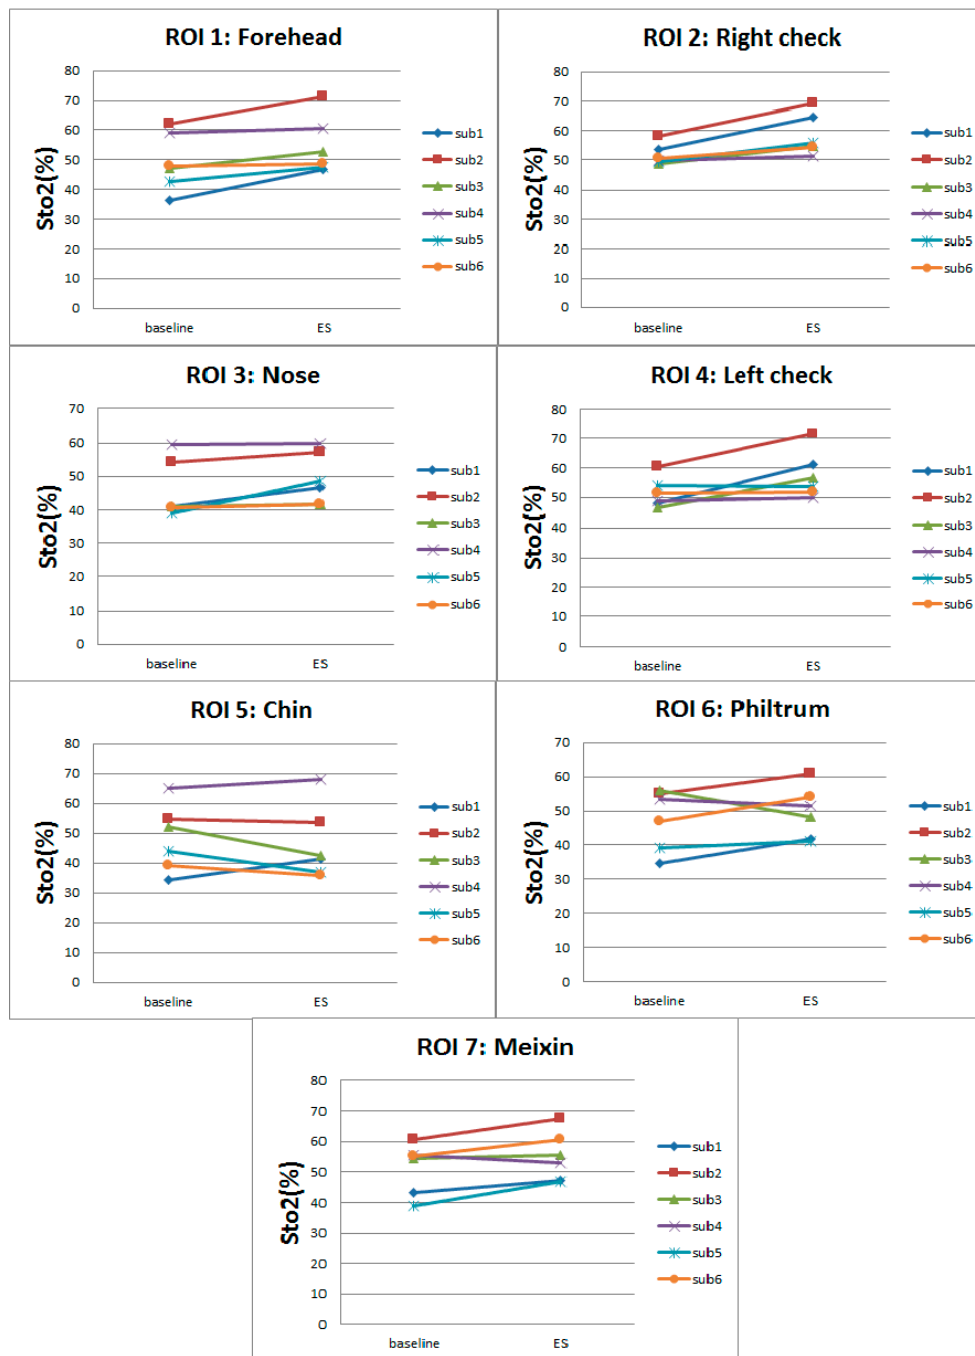 ROI 1: Forehead
Sto2(%)
80
70
60
50
40
30
20
10
0
baseline
ES
sub1
sub2
sub3
sub4
sub5
sub6
ROI 2: Right check
Sto2(%)
80
70
60
50
40
30
20
10
0
baseline
ES
sub1
sub2
sub3
sub4
sub5
sub6
ROI 3: Nose
Sto2(%)
70
60
50
40
30
20
10
0
baseline
ES
sub1
sub2
sub3
sub4
sub5
sub6
ROI 4: Left check
Sto2(%)
80
70
60
50
40
30
20
10
0
baseline
ES
sub1
sub2
sub3
sub4
sub5
sub6
ROI 5: Chin
Sto2(%)
80
70
60
50
40
30
20
10
0
baseline
ES
sub1
sub2
sub3
sub4
sub5
sub6
ROI 6: Philtrum
Sto2(%)
70
60
50
40
30
20
10
0
baseline
ES
sub1
sub2
sub3
sub4
sub5
sub6
ROI 7: Meixin
Sto2(%)
80
70
60
50
40
30
20
10
0
baseline
ES
sub1
sub2
sub3
sub4
sub5
sub6